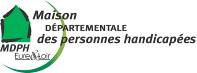 Maison
DÉPARTEMENTALE
des personnes handicapées
MDPH
Eure Loir